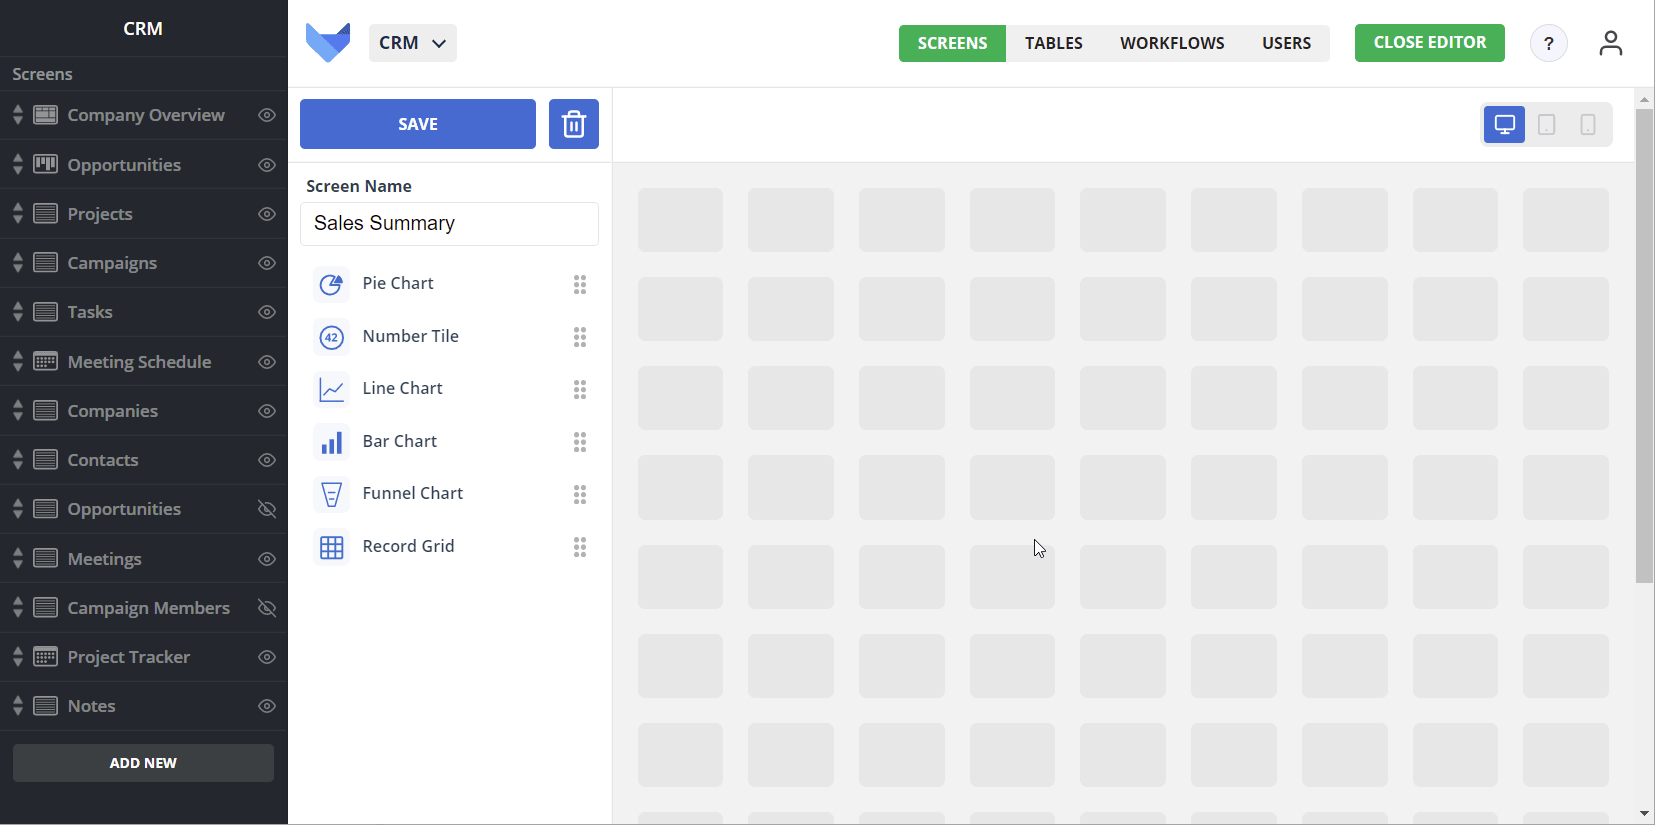 CRM
Screens
Company Overview
Opportunities
Projects
Campaigns
Tasks
Meeting Schedule
Companies
Contacts
Opportunities
Meetings
Campaign Members
Project Tracker
Notes
ADD NEW
CRM
SCREENS TABLES WORKFLOWS USERS
CLOSE EDITOR
?
SAVE
Screen Name
Sales Summary
Pie Chart
42 Number Tile
Line Chart
Bar Chart
Funnel Chart
Record Grid